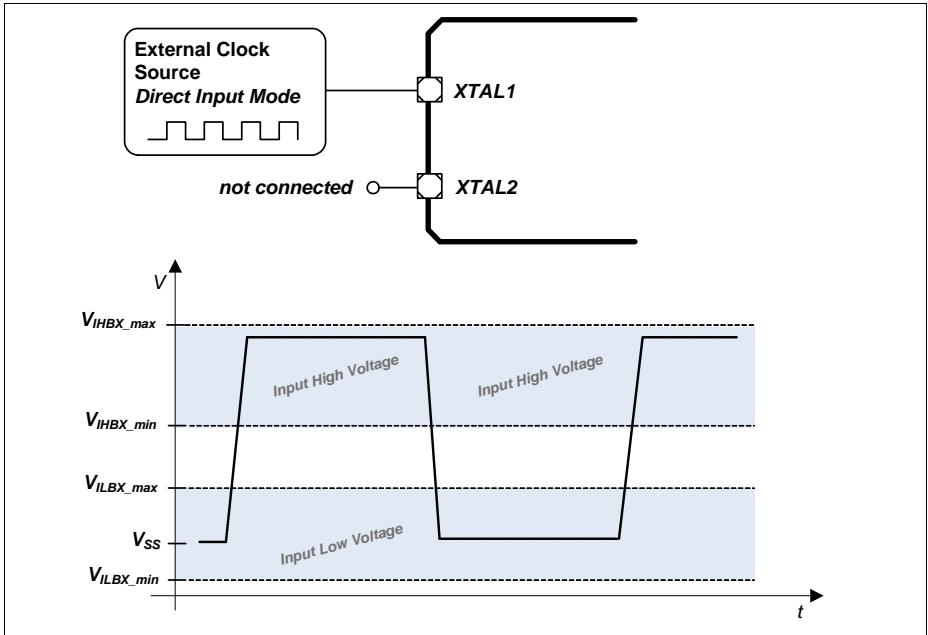 External Clock
Source
Direct Input Mode
XTAL1
not connected
XTAL2
V
VIHBX_max
Input High Voltage
Input High Voltage
VIHBX_min
VILBX_max
VSS
Input Low Voltage
VILBX_min
t